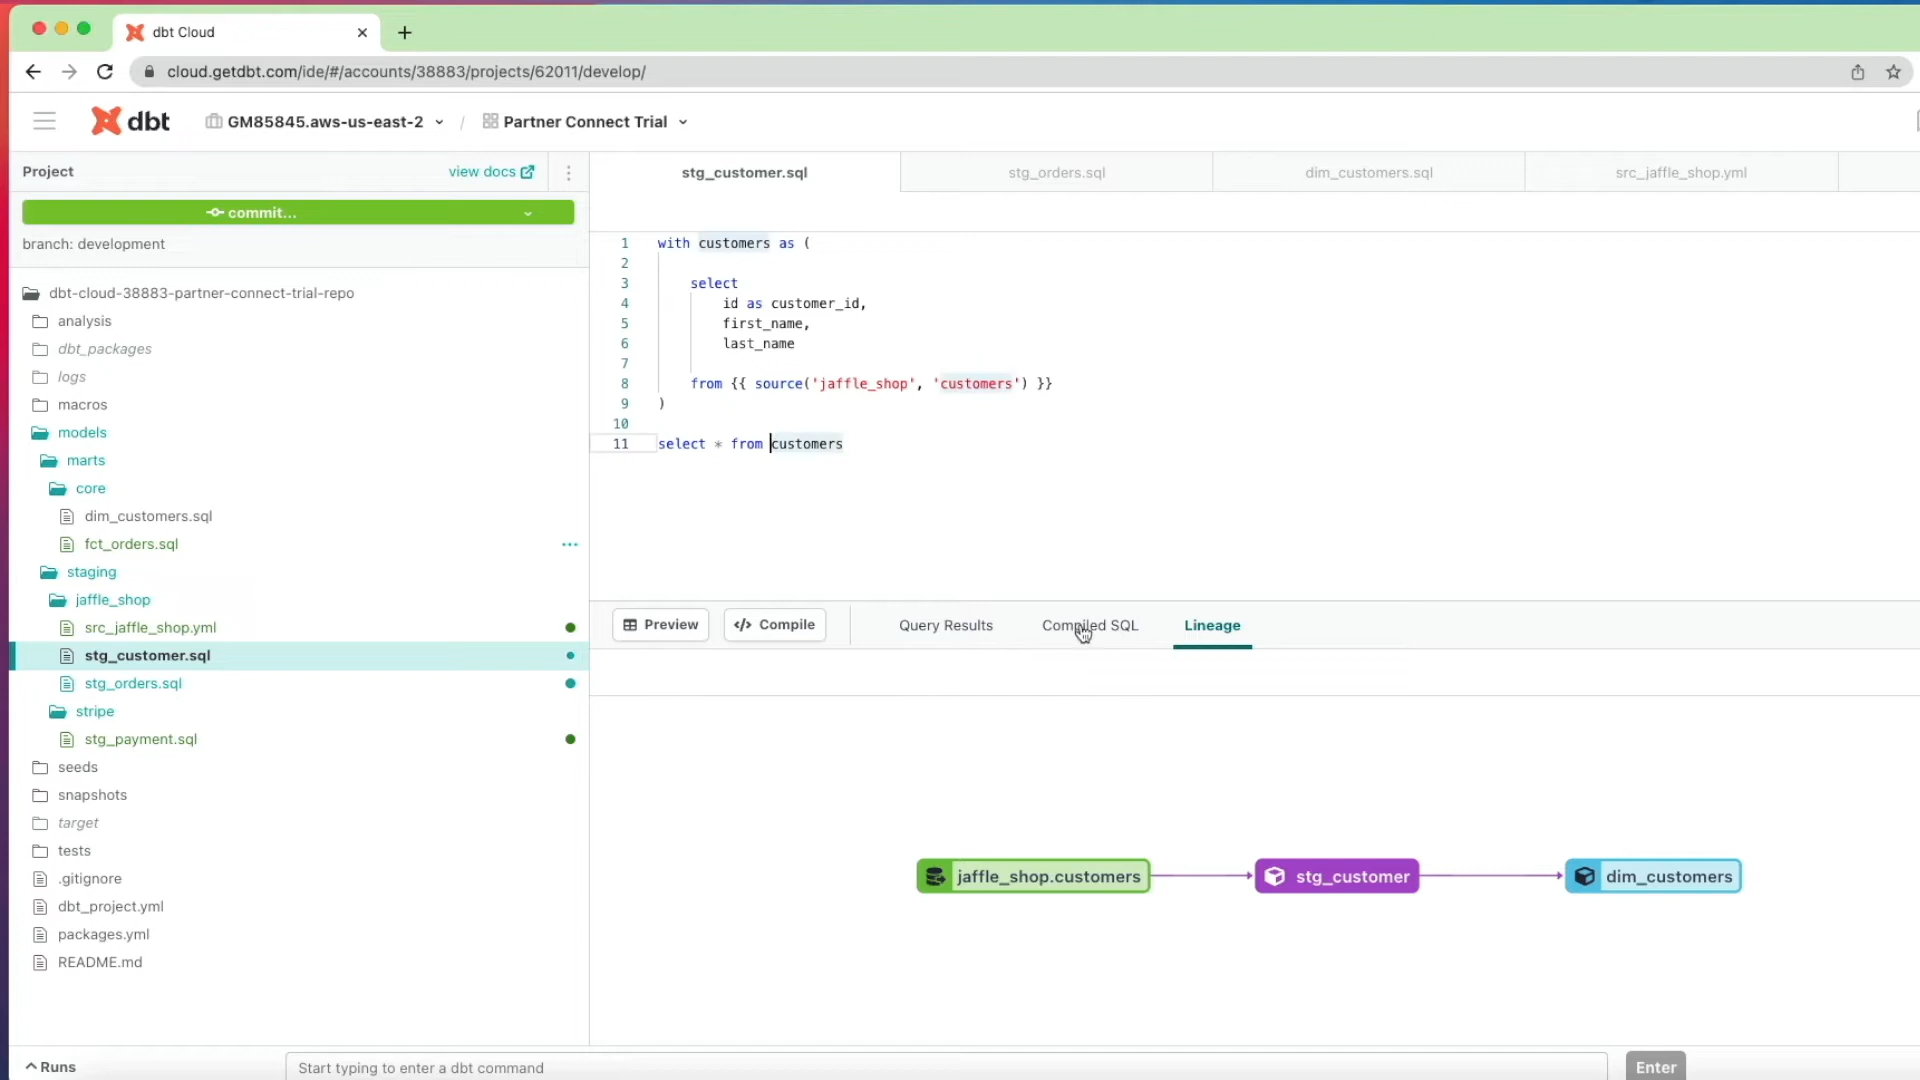 dbt Cloud
cloud.getdbt.com/ide/#/accounts/38883/projects/62011/develop/
dbt
GM85845.aws-us-east-2 / Partner Connect Trial
Project
view docs
commit...
branch: development
dbt-cloud-38883-partner-connect-trial-repo
analysis
dbt_packages
logs
macros
models
marts
core
dim_customers.sql
fct_orders.sql
staging
jaffle_shop
src_jaffle_shop.yml
stg_customer.sql
stg_orders.sql
stripe
stg_payment.sql
seeds
snapshots
target
tests
.gitignore
dbt_project.yml
packages.yml
README.md
Runs
stg_customer.sql
stg_orders.sql
dim_customers.sql
src_jaffle_shop.yml
1 with customers as (
2
3 select
4 id as customer_id,
5 first_name,
6 last_name
7
8 from {{ source('jaffle_shop', 'customers') }}
9 )
10
11 select * from customers
Preview
</> Compile
Query Results
Compiled SQL
Lineage
jaffle_shop.customers
stg_customer
dim_customers
Start typing to enter a dbt command
Enter